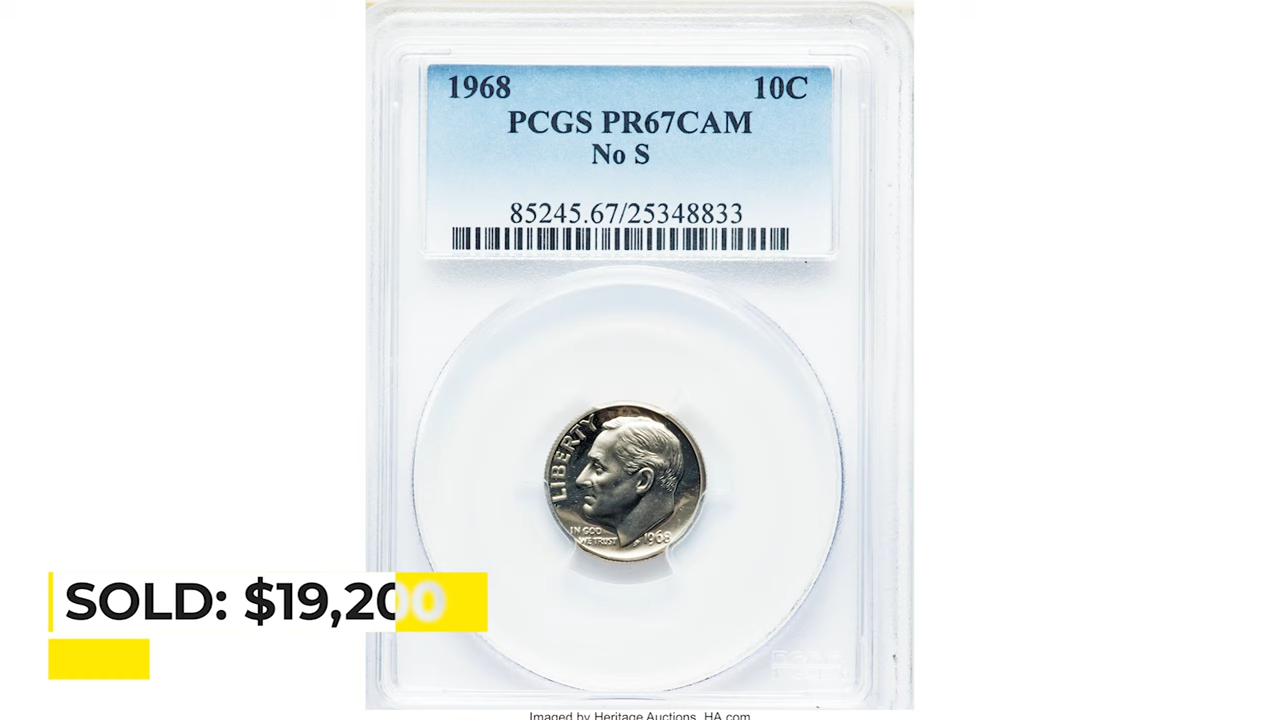 1968 10C
PCGS PR67CAM
No S
85245.67/25348833
LIBERTY
IN GOD
WE TRUST
1968
SOLD: $19,200
Imaged by Heritage Auctions, HA.com